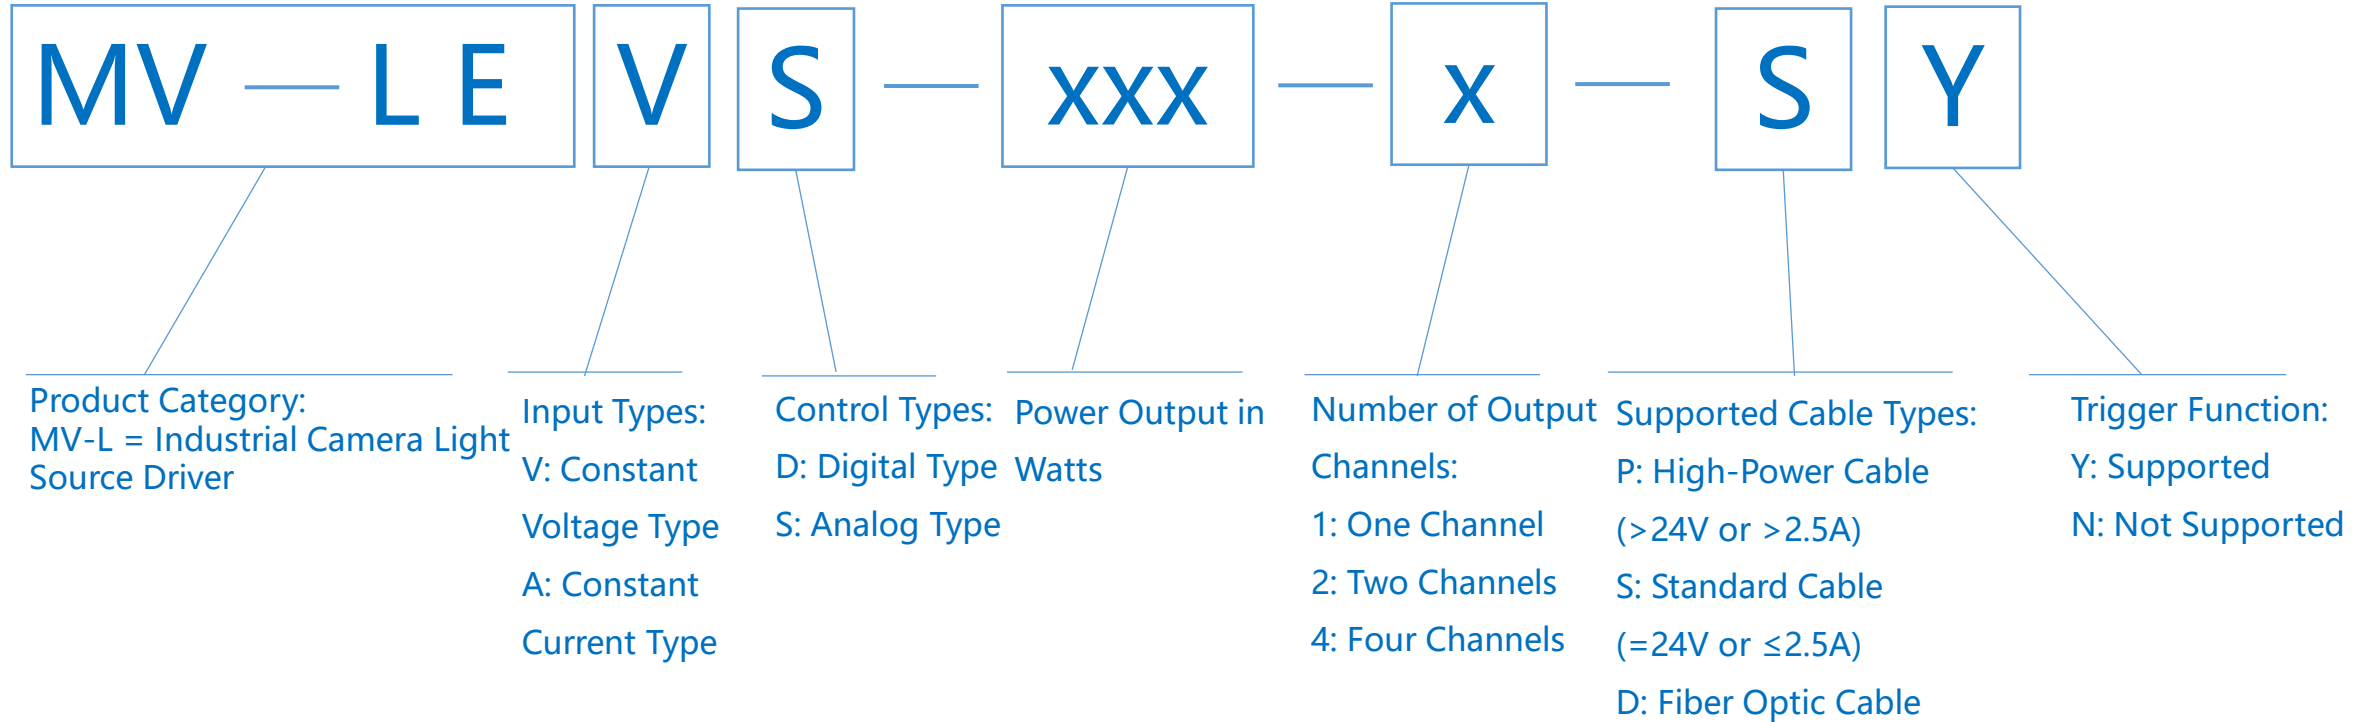 MV — L E V S — xxx — x — S Y
Product Category:
MV-L = Industrial Camera Light
Source Driver
Input Types:
V: Constant
Voltage Type
A: Constant
Current Type
Control Types:
D: Digital Type
S: Analog Type
Power Output in
Watts
Number of Output
Channels:
1: One Channel
2: Two Channels
4: Four Channels
Supported Cable Types:
P: High-Power Cable
(>24V or >2.5A)
S: Standard Cable
(=24V or ≤2.5A)
D: Fiber Optic Cable
Trigger Function:
Y: Supported
N: Not Supported